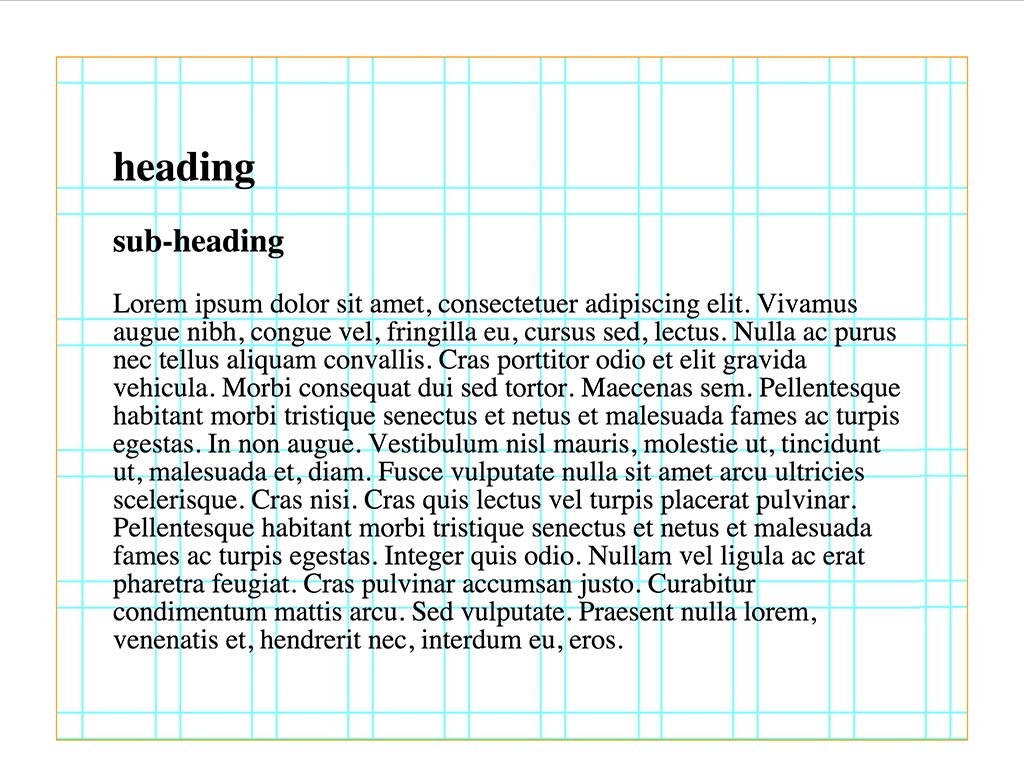 heading
sub-heading
Lorem ipsum dolor sit amet, consectetuer adipiscing elit. Vivamus
augue nibh, congue vel, fringilla eu, cursus sed, lectus. Nulla ac purus
nec tellus aliquam convallis. Cras porttitor odio et elit gravida
vehicula. Morbi consequat dui sed tortor. Maecenas sem. Pellentesque
habitant morbi tristique senectus et netus et malesuada fames ac turpis
egestas. In non augue. Vestibulum nisl mauris, molestie ut, tincidunt
ut, malesuada et, diam. Fusce vulputate nulla sit amet arcu ultricies
scelerisque. Cras nisi. Cras quis lectus vel turpis placerat pulvinar.
Pellentesque habitant morbi tristique senectus et netus et malesuada
fames ac turpis egestas. Integer quis odio. Nullam vel ligula ac erat
pharetra feugiat. Cras pulvinar accumsan justo. Curabitur
condimentum mattis arcu. Sed vulputate. Praesent nulla lorem,
venenatis et, hendrerit nec, interdum eu, eros.